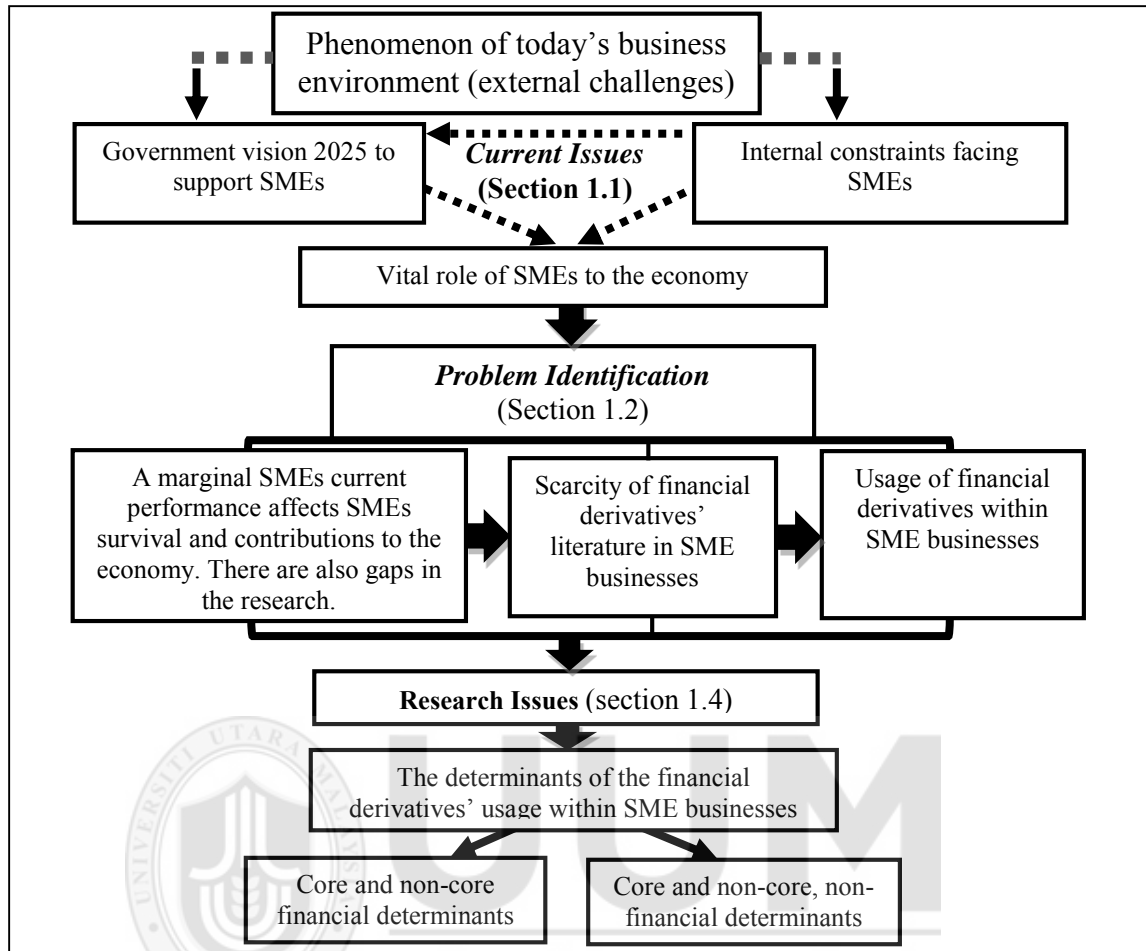 Phenomenon of today's business
environment (external challenges)
Government vision 2025 to
support SMEs
Current Issues
(Section 1.1)
Internal constraints facing
SMEs
Vital role of SMEs to the economy
Problem Identification
(Section 1.2)
A marginal SMEs current
performance affects SMEs
survival and contributions to the
economy. There are also gaps in
the research.
Scarcity of financial
derivatives'
literature in SME
businesses
Usage of financial
derivatives within
SME businesses
Research Issues (section 1.4)
The determinants of the financial
derivatives' usage within SME businesses
Core and non-core
financial determinants
Core and non-core, non-
financial determinants
UNIVERSITI UTARA MALAYSIA
UUM